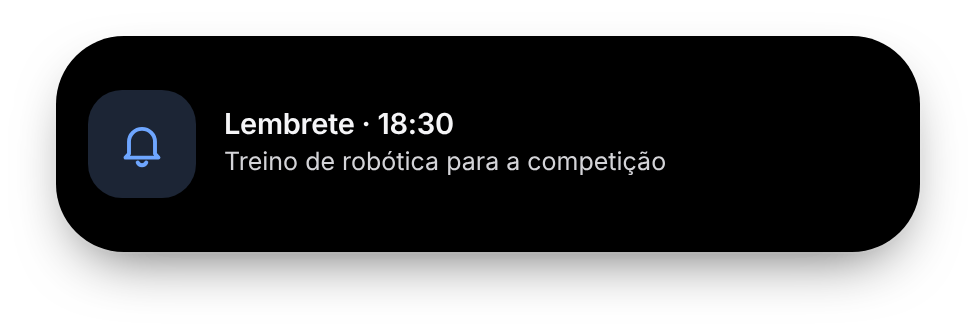 Lembrete · 18:30
Treino de robótica para a competição